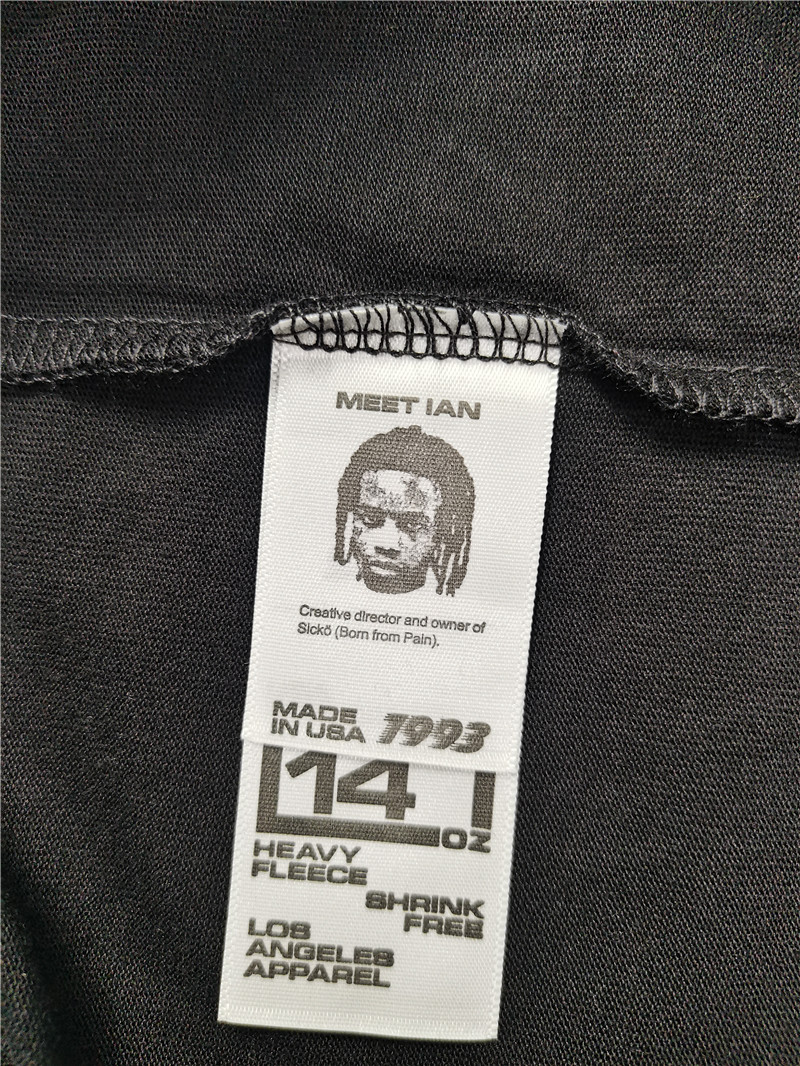 MEET IAN
Creative director and owner of
Sickö (Born from Pain).
MADE
IN USA
1993
14
OZ
HEAVY
FLEECE
SHRINK
FREE
LOS
ANGELES
APPAREL